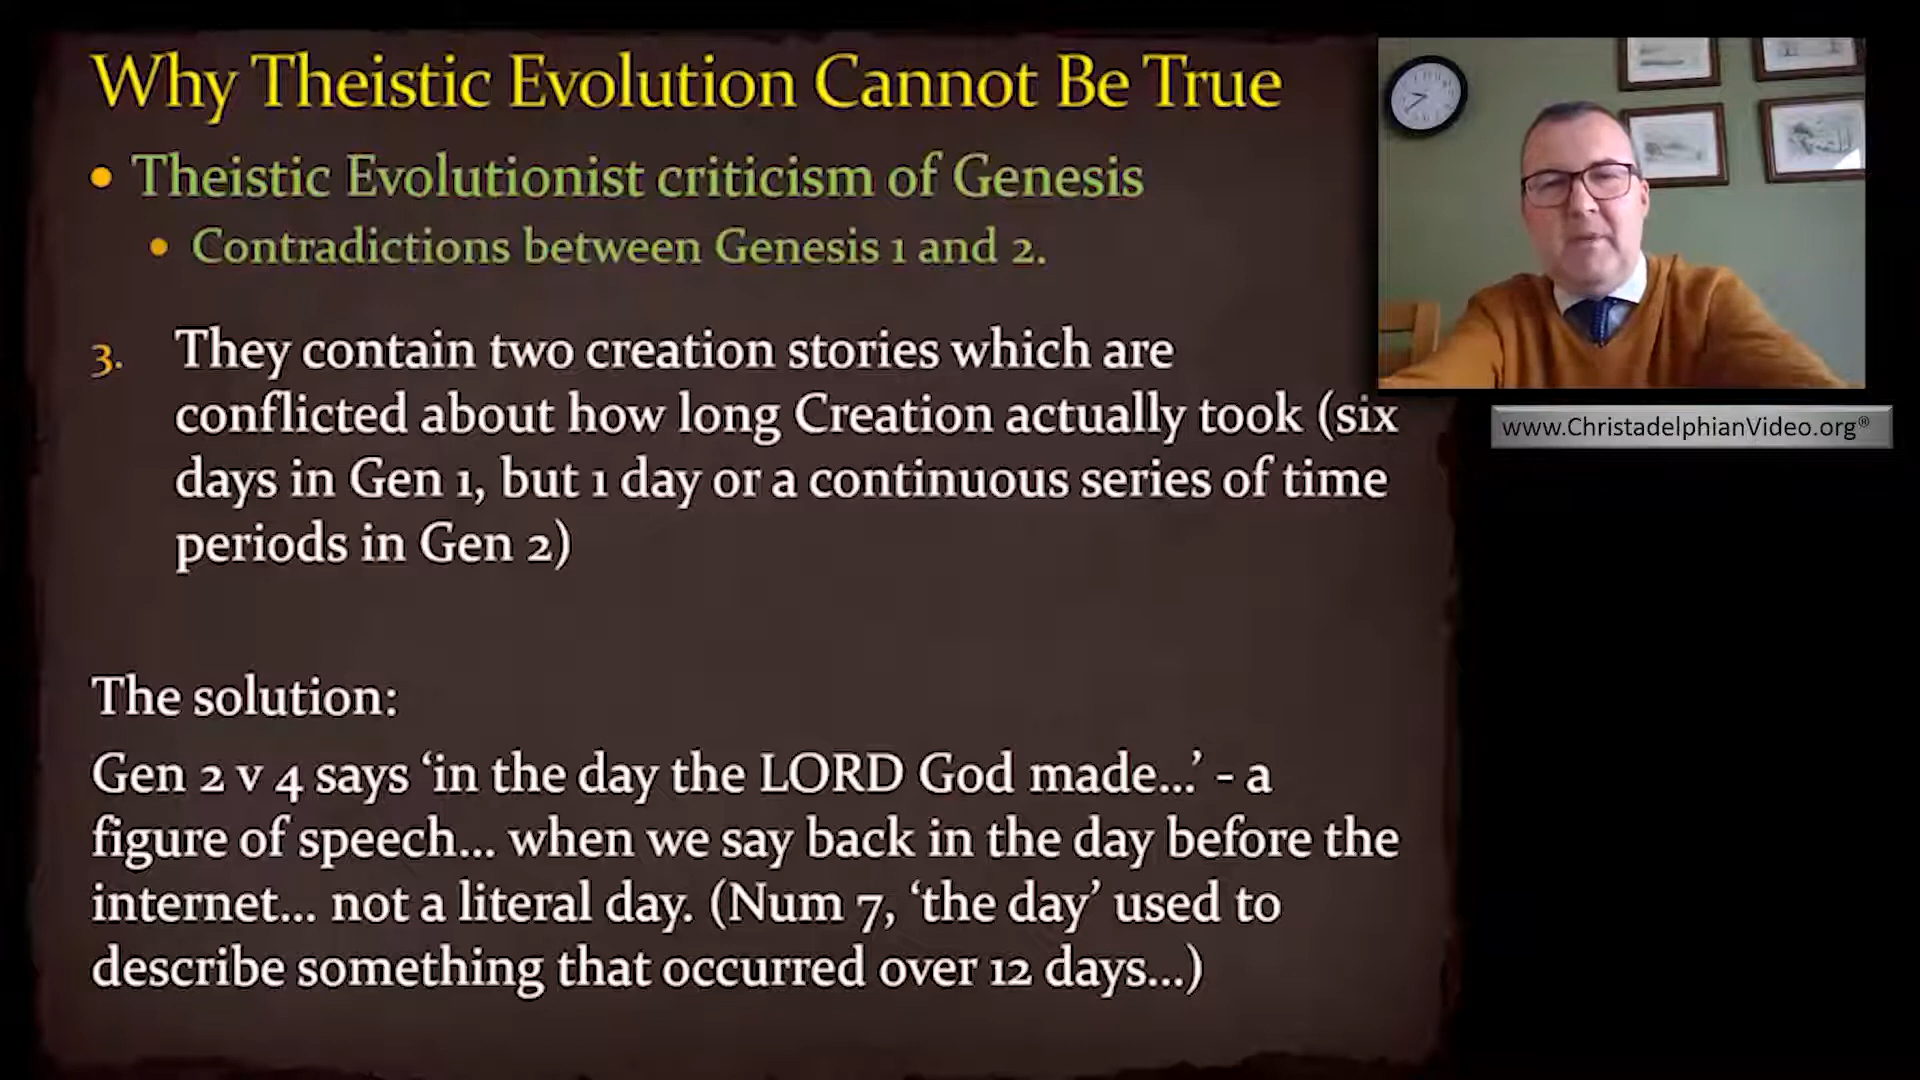 Why Theistic Evolution Cannot Be True
• Theistic Evolutionist criticism of Genesis
• Contradictions between Genesis 1 and 2.
3. They contain two creation stories which are
conflicted about how long Creation actually took (six
days in Gen 1, but 1 day or a continuous series of time
periods in Gen 2)
The solution:
Gen 2 v 4 says ‘in the day the LORD God made...’ - a
figure of speech... when we say back in the day before the
internet... not a literal day. (Num 7, ‘the day’ used to
describe something that occurred over 12 days...)
www.ChristadelphianVideo.org®